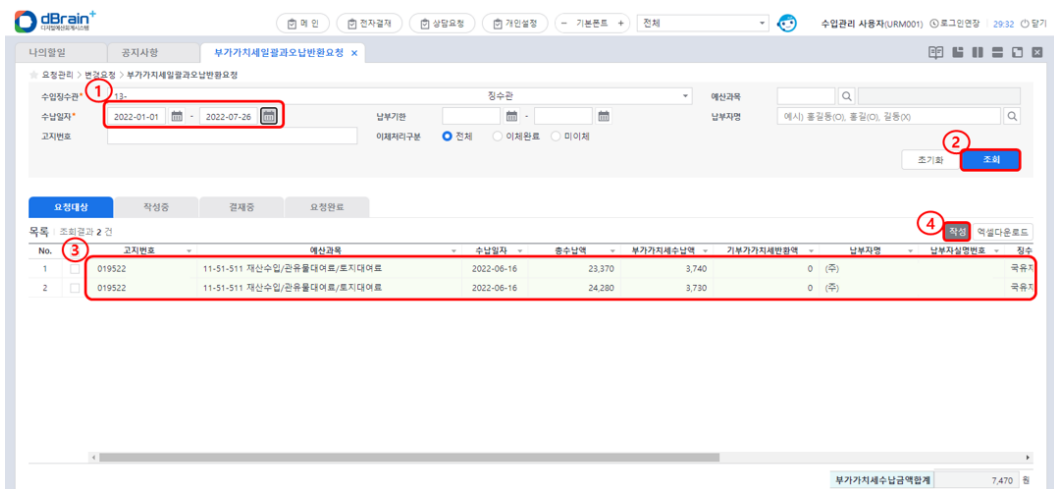 dBrain+
디지털예산회계시스템
메 인 전자결재 상담요청 개인설정 - 기본폰트 + 전체 수입관리 사용자(URM001) 로그인연장 29:32 닫기
나의할일 공지사항 부가가치세일괄과오납반환요청 ×
요청관리 > 변경요청 > 부가가치세일괄과오납반환요청
수입징수관* 13- 징수관 예산과목
1
수납일자* 2022-01-01 - 2022-07-26 납부기한 - 납부자명 예시) 홍길동(O), 홍길(O), 길동(X)
고지번호 이체처리구분 전체 이체완료 미이체
2
초기화 조회
요청대상 작성중 결재중 요청완료
목록 조회결과 2 건 4 작성 엑셀다운로드
No. 3 고지번호 예산과목 수납일자 총수납액 부가가치세수납액 기부가가치세반환액 납부자명 납부자실명번호 징수
1 019522 11-51-511 재산수입/관유물대여료/토지대여료 2022-06-16 23,370 3,740 0 (주) 국유지
2 019522 11-51-511 재산수입/관유물대여료/토지대여료 2022-06-16 24,280 3,730 0 (주) 국유지
부가가치세수납금액합계 7,470 원